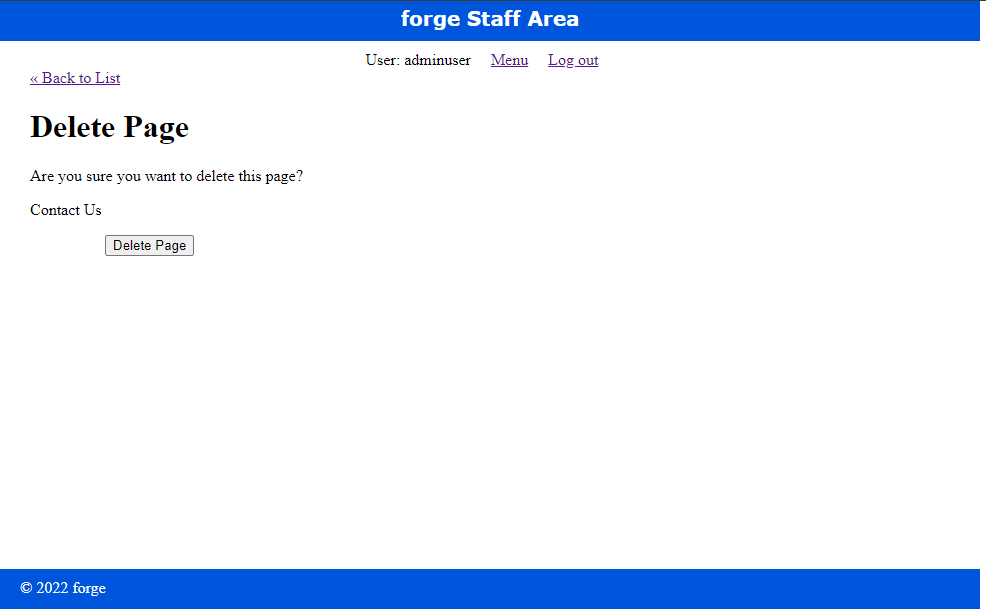 forge Staff Area
User: adminuser Menu Log out
« Back to List
Delete Page
Are you sure you want to delete this page?
Contact Us
Delete Page
© 2022 forge